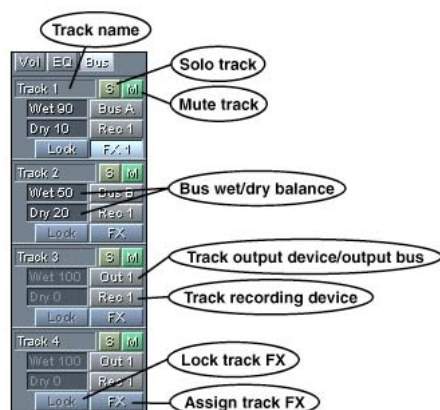 Track name
Vol EQ Bus
Solo track
Track 1 S M
Mute track
Wet 90 Bus A
Dry 10 Rec 1
Lock FX 1
Track 2 S M
Wet 50 Bus B
Bus wet/dry balance
Dry 20 Rec 1
Lock FX
Track 3 S M
Track output device/output bus
Wet 100 Out 1
Dry 0 Rec 1
Track recording device
Lock FX
Track 4 S M
Wet 100 Out 1
Lock track FX
Dry 0 Rec 1
Lock FX
Assign track FX